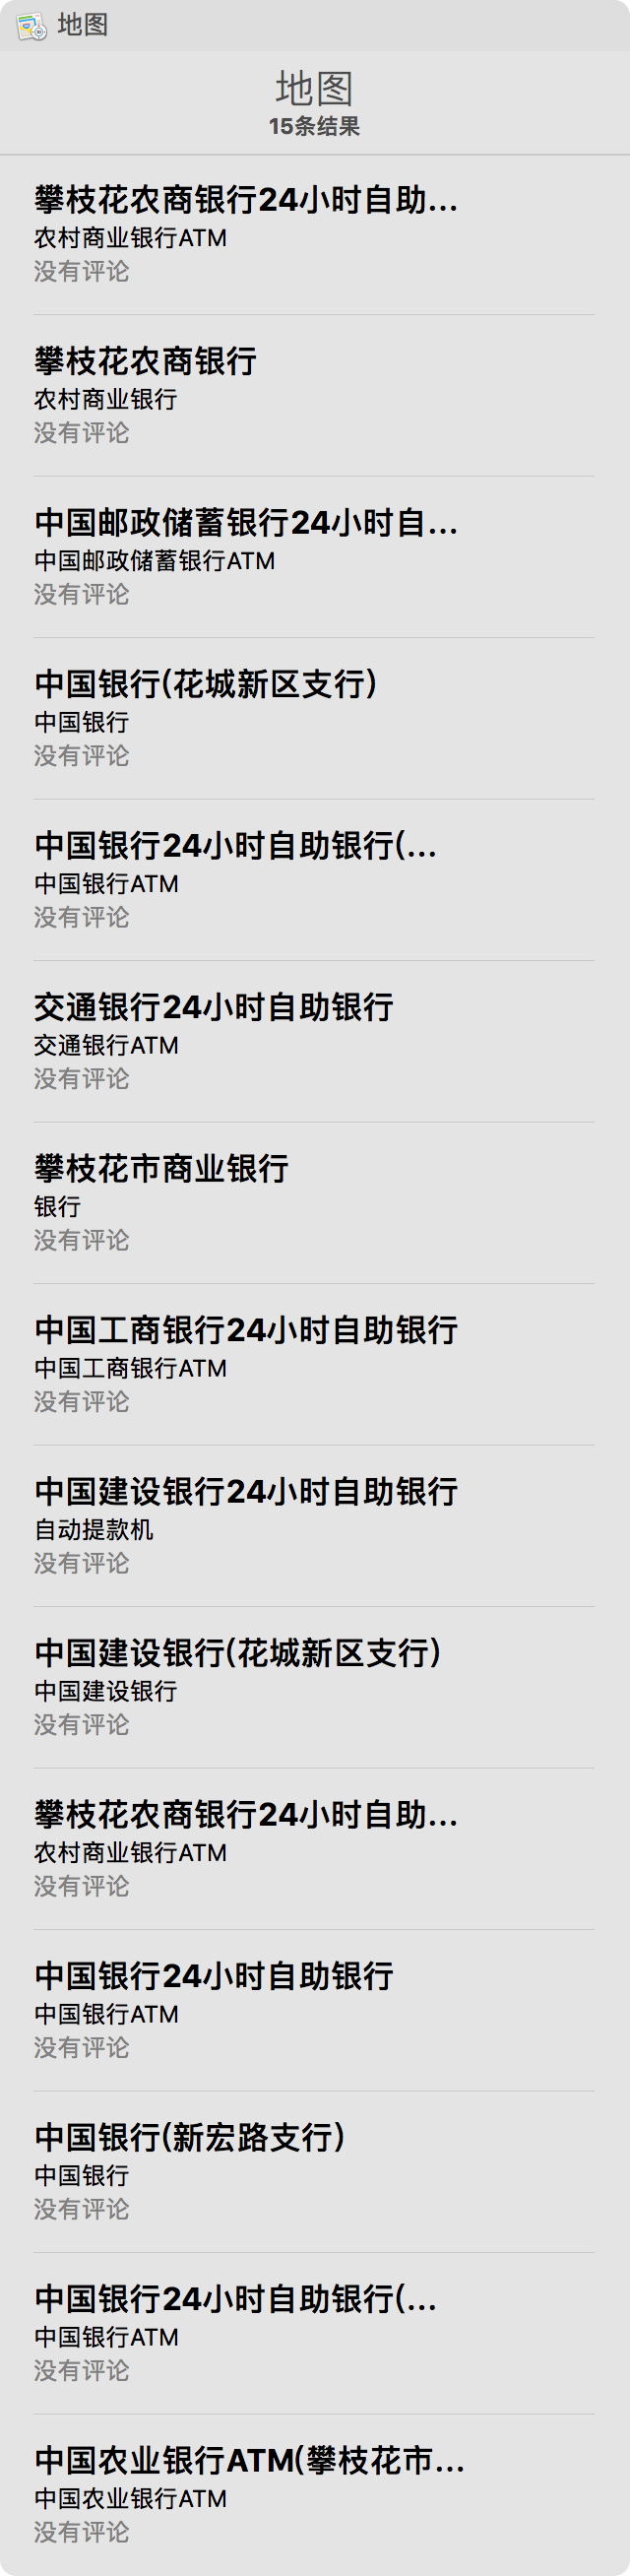 地图
地图
15条结果
攀枝花农商银行24小时自助...
农村商业银行ATM
没有评论
攀枝花农商银行
农村商业银行
没有评论
中国邮政储蓄银行24小时自...
中国邮政储蓄银行ATM
没有评论
中国银行(花城新区支行)
中国银行
没有评论
中国银行24小时自助银行(...
中国银行ATM
没有评论
交通银行24小时自助银行
交通银行ATM
没有评论
攀枝花市商业银行
银行
没有评论
中国工商银行24小时自助银行
中国工商银行ATM
没有评论
中国建设银行24小时自助银行
自动提款机
没有评论
中国建设银行(花城新区支行)
中国建设银行
没有评论
攀枝花农商银行24小时自助...
农村商业银行ATM
没有评论
中国银行24小时自助银行
中国银行ATM
没有评论
中国银行(新宏路支行)
中国银行
没有评论
中国银行24小时自助银行(...
中国银行ATM
没有评论
中国农业银行ATM(攀枝花市...
中国农业银行ATM
没有评论